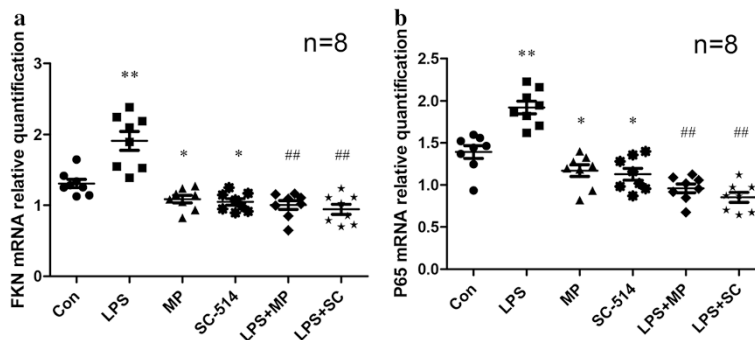 a
n=8
FKN mRNA relative quantification
3
2
1
0
**
*
*
##
##
Con
LPS
MP
SC-514
LPS+MP
LPS+SC
b
n=8
P65 mRNA relative quantification
2.5
2.0
1.5
1.0
0.5
0.0
**
*
*
##
##
Con
LPS
MP
SC-514
LPS+MP
LPS+SC